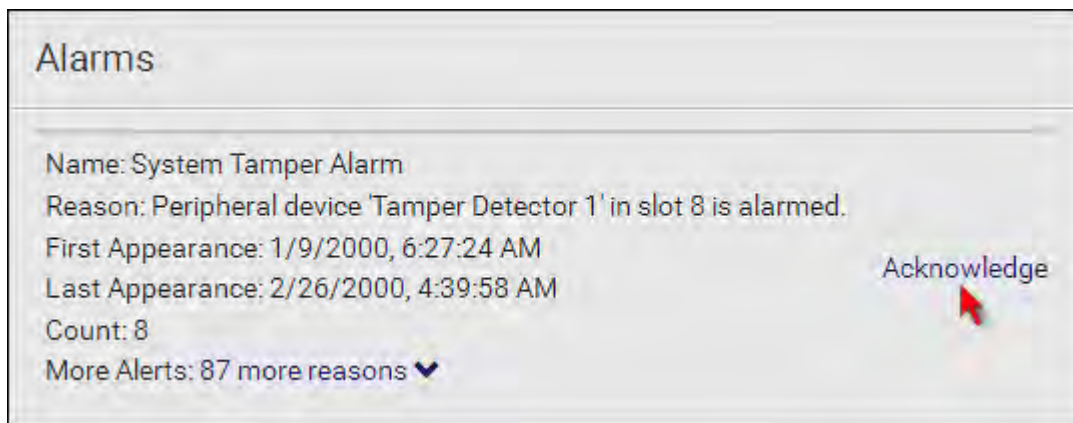 Alarms
Name: System Tamper Alarm
Reason: Peripheral device 'Tamper Detector 1' in slot 8 is alarmed.
First Appearance: 1/9/2000, 6:27:24 AM
Last Appearance: 2/26/2000, 4:39:58 AM
Acknowledge
Count: 8
More Alerts: 87 more reasons